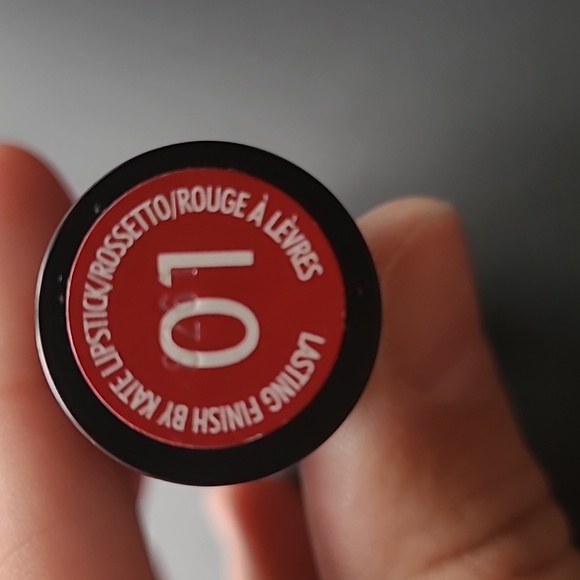 LASTING FINISH BY KATE LIPSTICK/ROSSETTO/ROUGE À LÈVRES
01